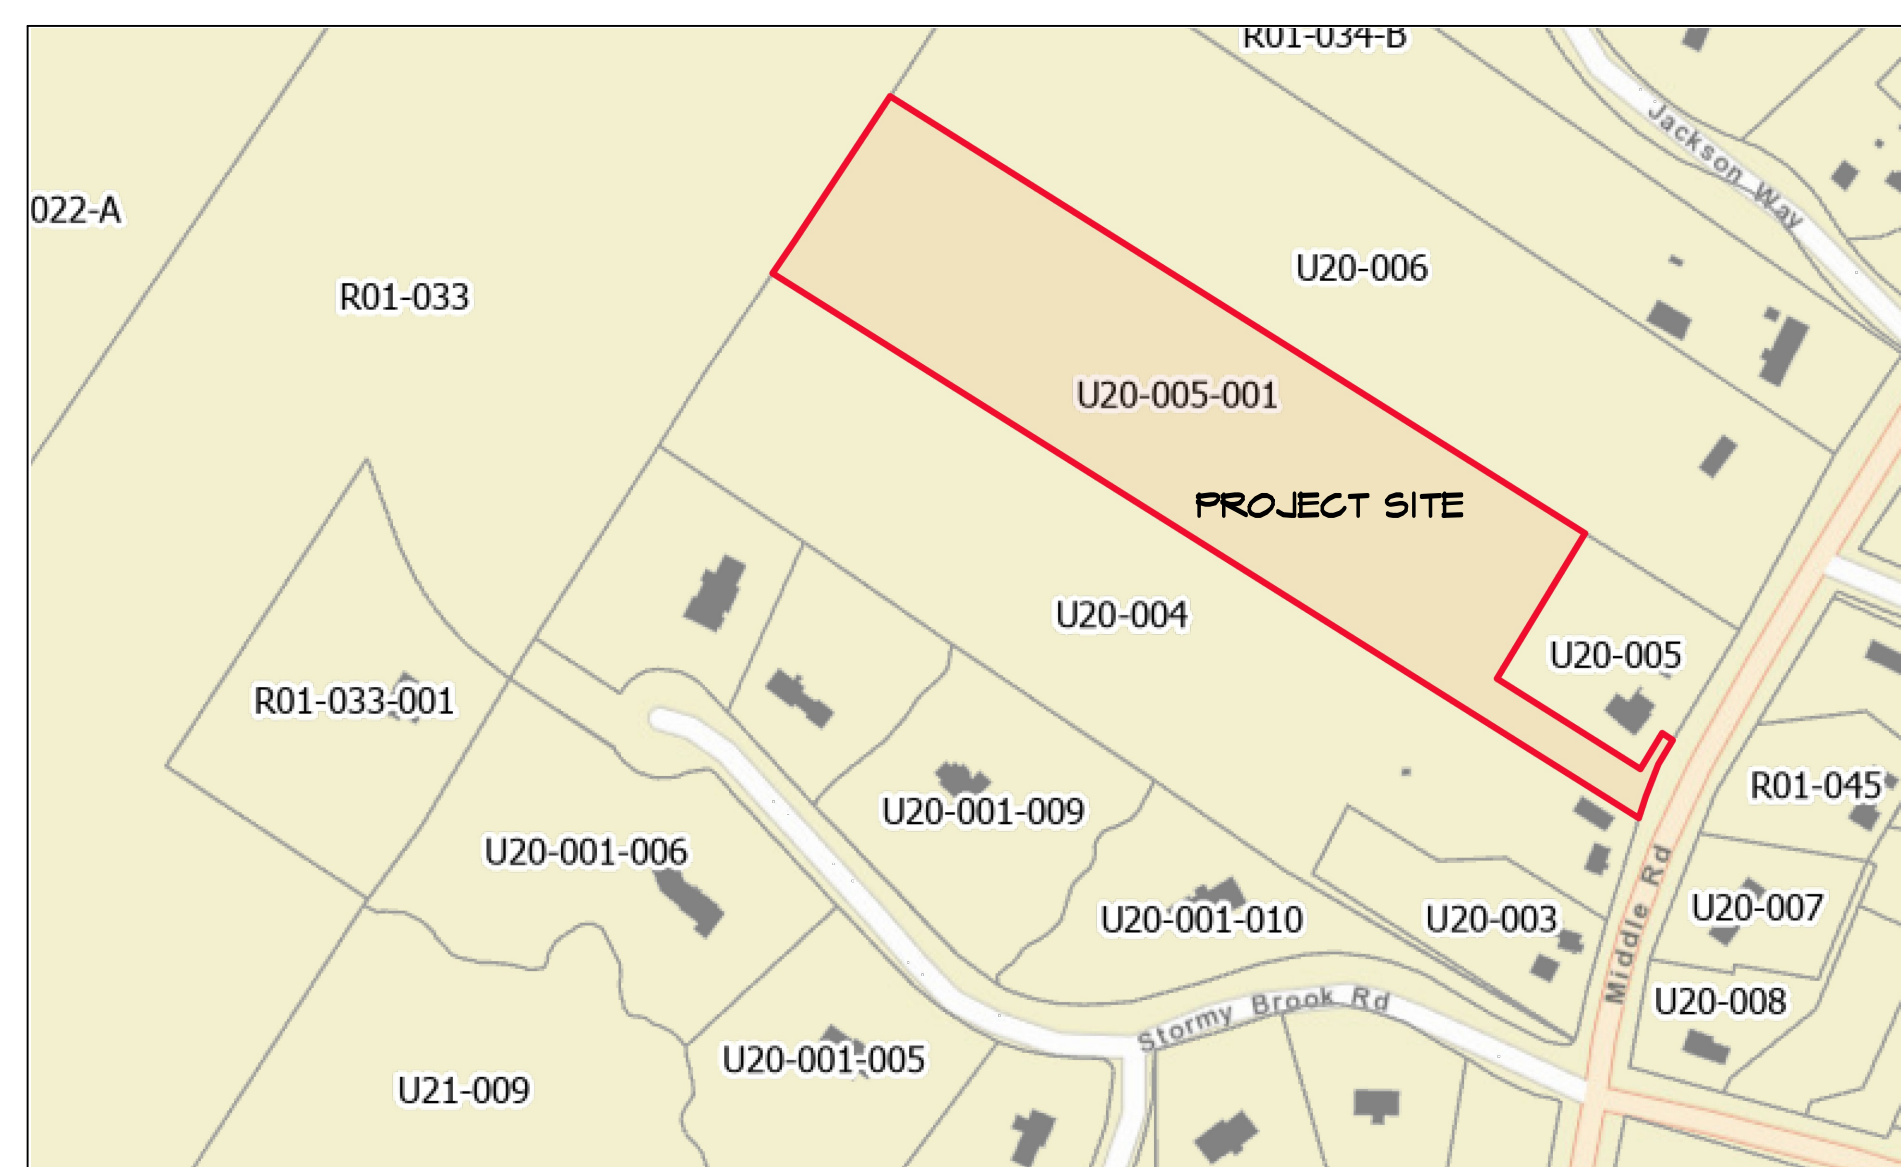 R01-034-B
Jackson Way
022-A
U20-006
R01-033
U20-005-001
PROJECT SITE
U20-004
U20-005
R01-033-001
R01-045
U20-001-009
U20-001-006
Middle Rd
U20-007
U20-001-010
U20-003
U20-008
Stormy Brook Rd
U20-001-005
U21-009